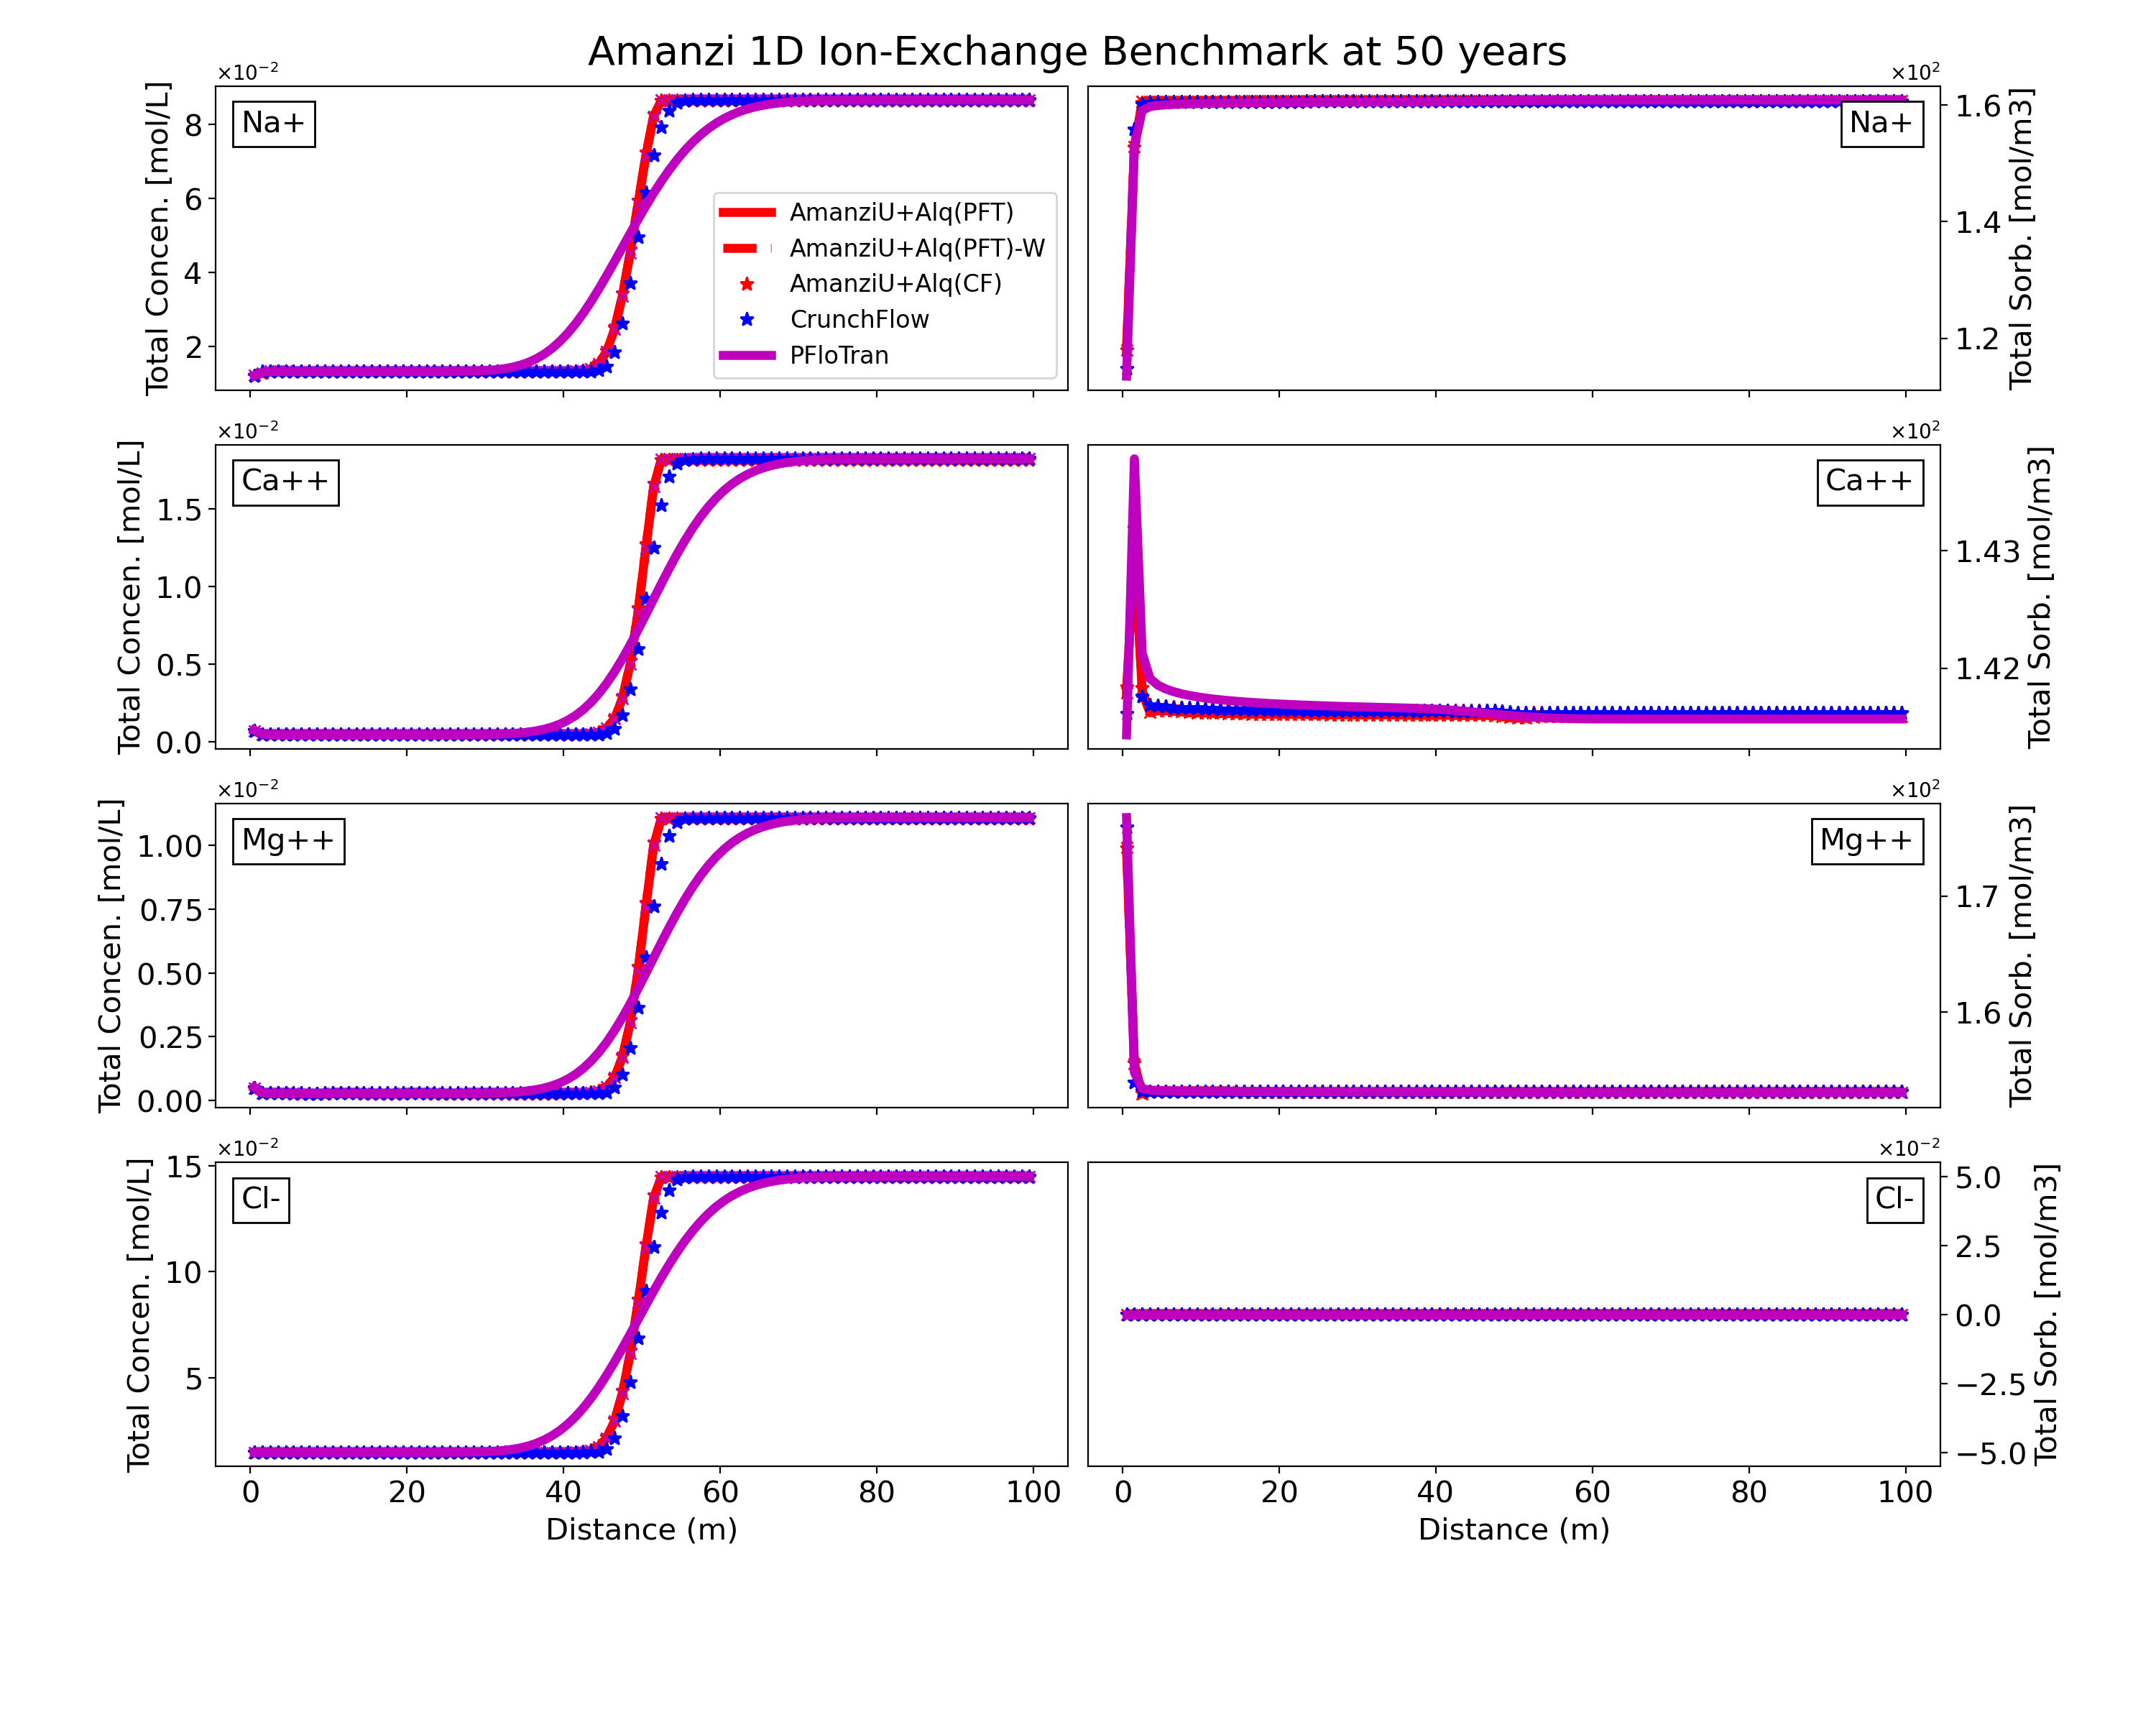 Amanzi 1D Ion-Exchange Benchmark at 50 years
×10⁻²
Total Concen. [mol/L]
8
6
4
2
Na+
AmanziU+Alq(PFT)
AmanziU+Alq(PFT)-W
AmanziU+Alq(CF)
CrunchFlow
PFloTran
×10²
Na+
1.6
1.4
1.2
Total Sorb. [mol/m3]
×10⁻²
Total Concen. [mol/L]
1.5
1.0
0.5
0.0
Ca++
×10²
Ca++
1.43
1.42
Total Sorb. [mol/m3]
×10⁻²
Total Concen. [mol/L]
1.00
0.75
0.50
0.25
0.00
Mg++
×10²
Mg++
1.7
1.6
Total Sorb. [mol/m3]
×10⁻²
Total Concen. [mol/L]
15
10
5
Cl-
0 20 40 60 80 100
Distance (m)
×10⁻²
Cl-
5.0
2.5
0.0
−2.5
−5.0
Total Sorb. [mol/m3]
0 20 40 60 80 100
Distance (m)